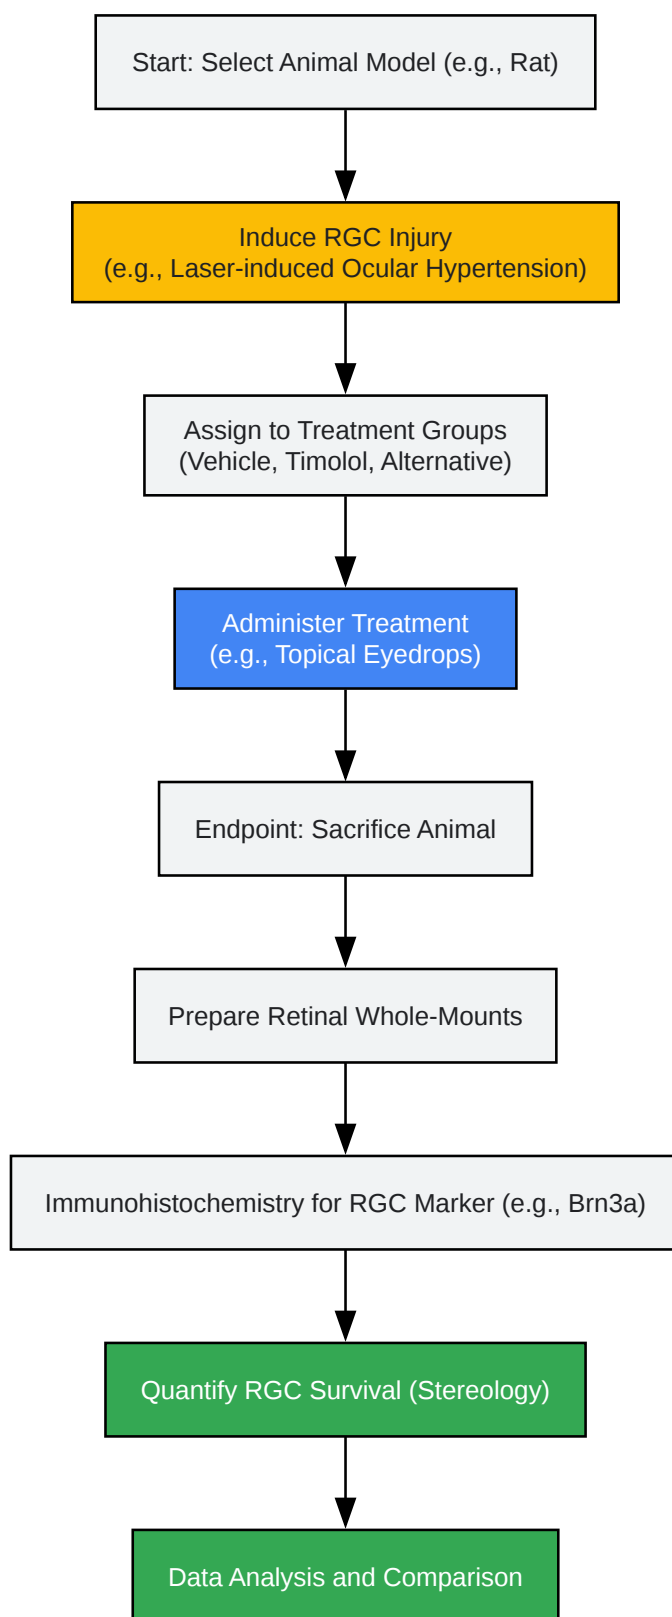 Start: Select Animal Model (e.g., Rat)
Induce RGC Injury
(e.g., Laser-induced Ocular Hypertension)
Assign to Treatment Groups
(Vehicle, Timolol, Alternative)
Administer Treatment
(e.g., Topical Eyedrops)
Endpoint: Sacrifice Animal
Prepare Retinal Whole-Mounts
Immunohistochemistry for RGC Marker (e.g., Brn3a)
Quantify RGC Survival (Stereology)
Data Analysis and Comparison